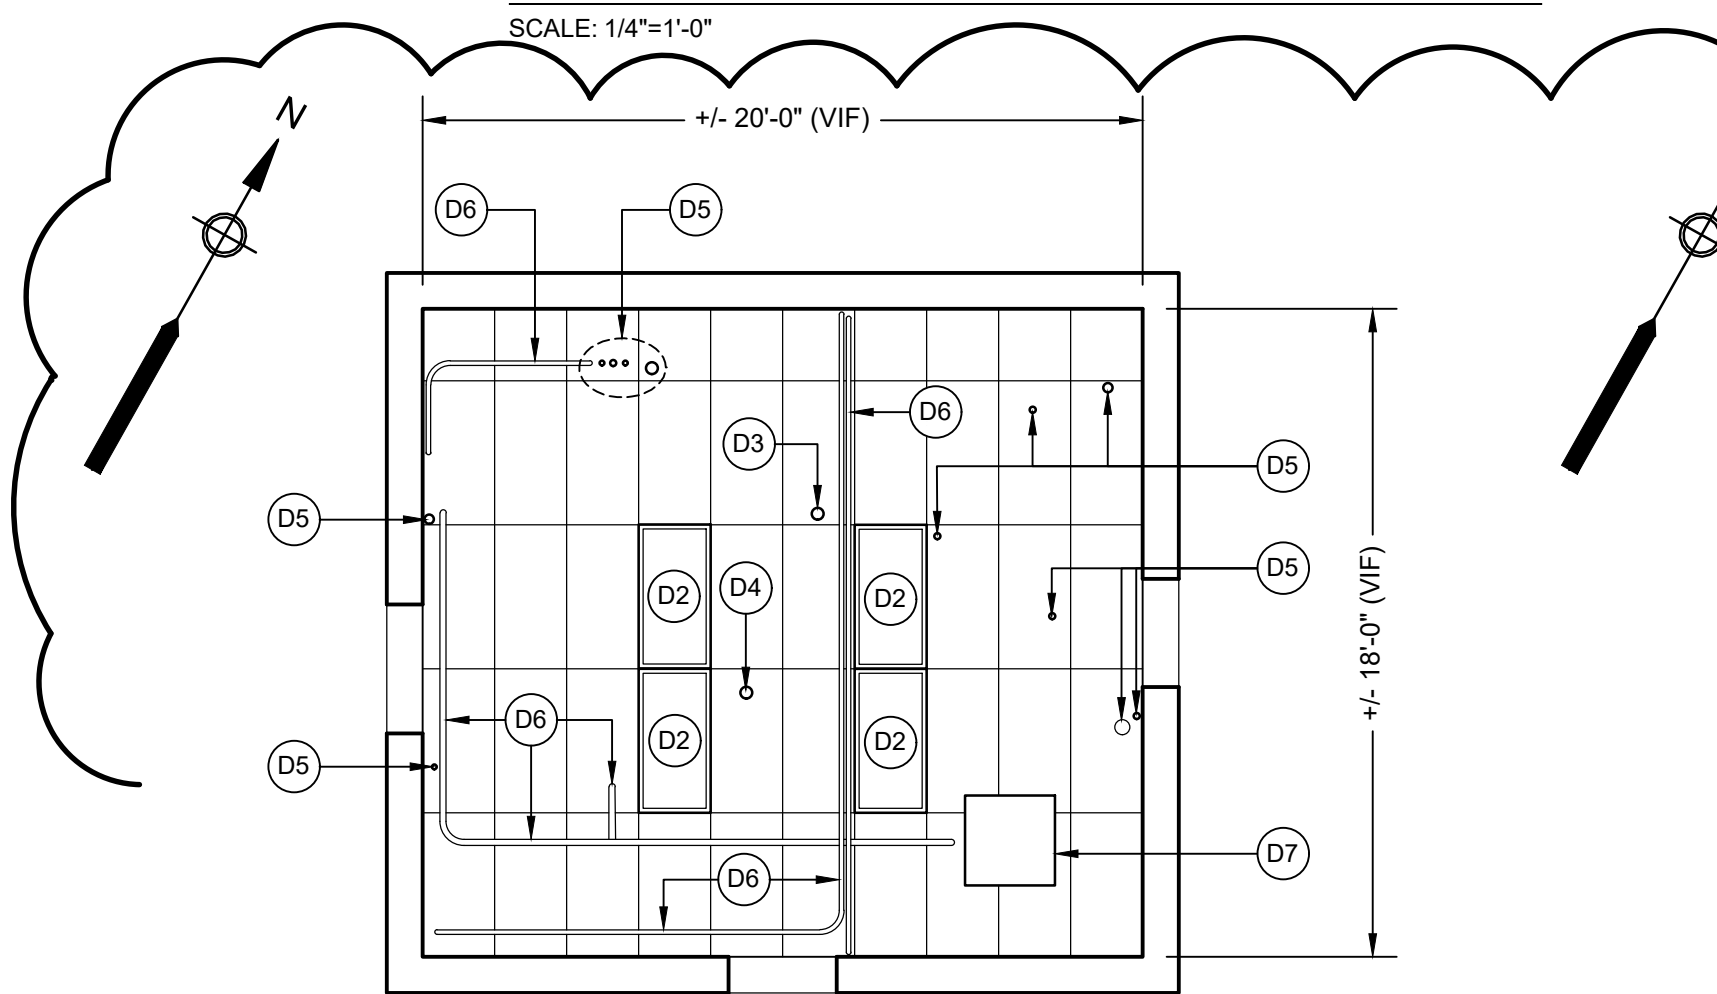 SCALE: 1/4"=1'-0"
N
+/- 20'-0" (VIF)
D6
D5
D6
D3
D5
D5
D5
D2
D4
D2
+/- 18'-0" (VIF)
D6
D2
D2
D5
D7
D6